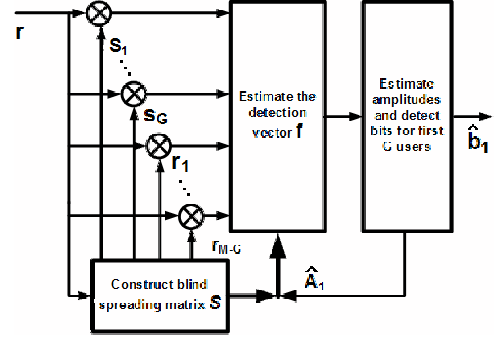 r
S1
sG
r1
rM-G
Estimate the
detection
vector f
Estimate
amplitudes
and detect
bits for first
G users
b̂1
Construct blind
spreading matrix S
Â1